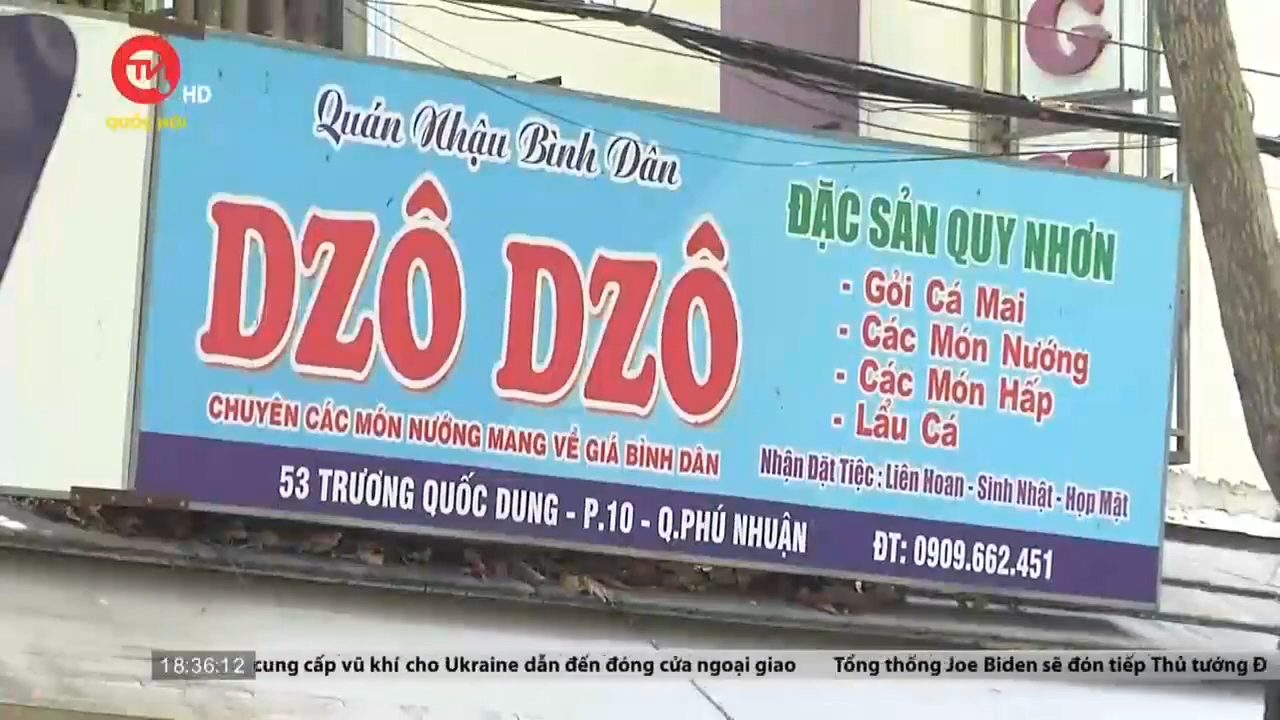 TV HD
QUỐC HỘI
Quán Nhậu Bình Dân
DZÔ DZÔ
CHUYÊN CÁC MÓN NƯỚNG MANG VỀ GIÁ BÌNH DÂN
ĐẶC SẢN QUY NHƠN
- Gỏi Cá Mai
- Các Món Nướng
- Các Món Hấp
- Lẩu Cá
Nhận Đặt Tiệc : Liên Hoan - Sinh Nhật - Họp Mặt
53 TRƯƠNG QUỐC DUNG - P.10 - Q.PHÚ NHUẬN
ĐT: 0909.662.451
G
18:36:12 cung cấp vũ khí cho Ukraine dẫn đến đóng cửa ngoại giao Tổng thống Joe Biden sẽ đón tiếp Thủ tướng Đ